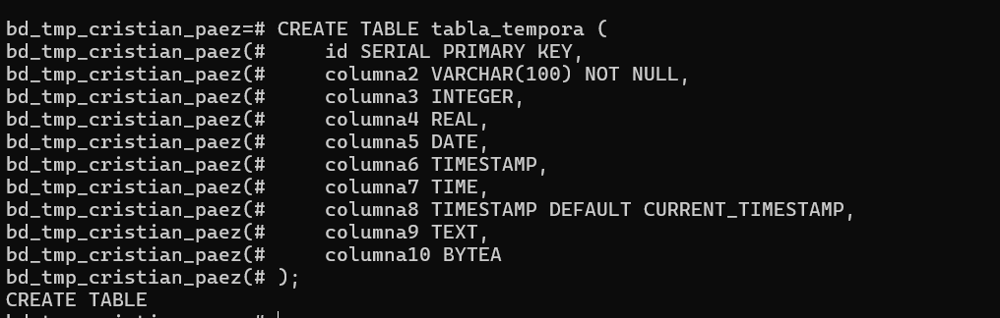 bd_tmp_cristian_paez=# CREATE TABLE tabla_tempora (
bd_tmp_cristian_paez(#     id SERIAL PRIMARY KEY,
bd_tmp_cristian_paez(#     columna2 VARCHAR(100) NOT NULL,
bd_tmp_cristian_paez(#     columna3 INTEGER,
bd_tmp_cristian_paez(#     columna4 REAL,
bd_tmp_cristian_paez(#     columna5 DATE,
bd_tmp_cristian_paez(#     columna6 TIMESTAMP,
bd_tmp_cristian_paez(#     columna7 TIME,
bd_tmp_cristian_paez(#     columna8 TIMESTAMP DEFAULT CURRENT_TIMESTAMP,
bd_tmp_cristian_paez(#     columna9 TEXT,
bd_tmp_cristian_paez(#     columna10 BYTEA
bd_tmp_cristian_paez(# );
CREATE TABLE